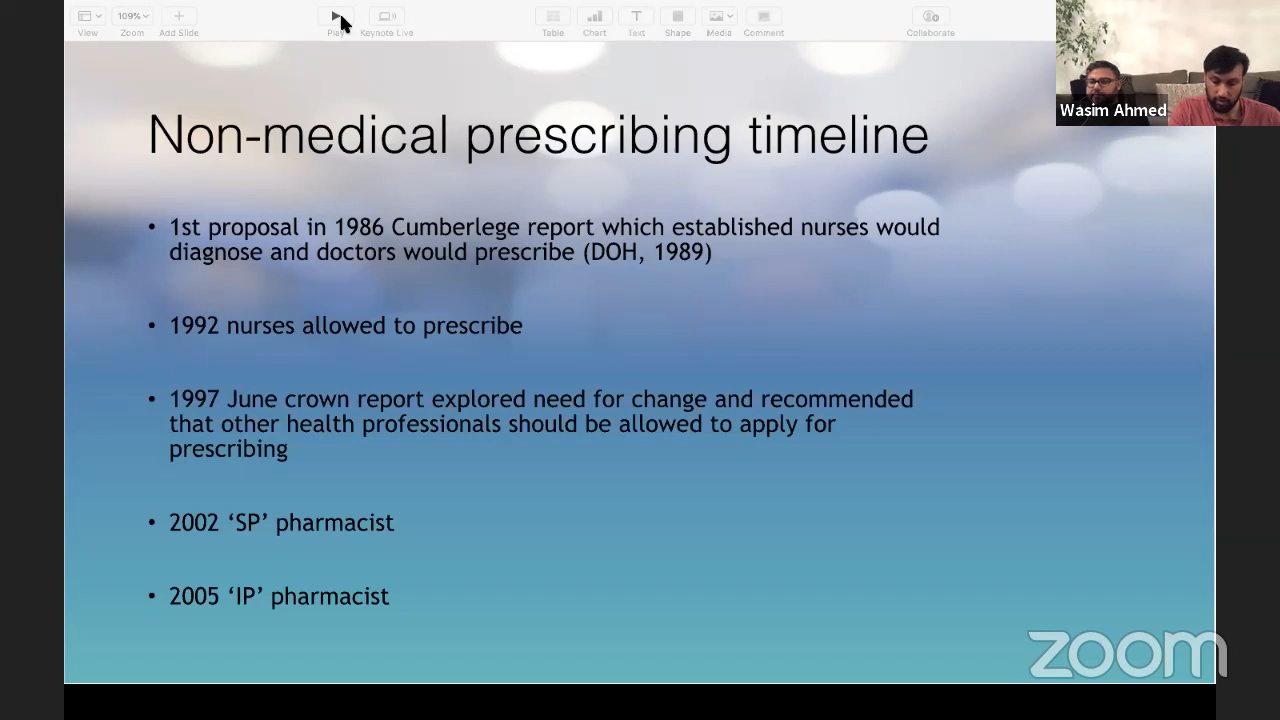 109%
View
Zoom
Add Slide
Play
Keynote Live
Table
Chart
Text
Shape
Media
Comment
Collaborate
Wasim Ahmed
Non-medical prescribing timeline
• 1st proposal in 1986 Cumberlege report which established nurses would
diagnose and doctors would prescribe (DOH, 1989)
• 1992 nurses allowed to prescribe
• 1997 June crown report explored need for change and recommended
that other health professionals should be allowed to apply for
prescribing
• 2002 ‘SP’ pharmacist
• 2005 ‘IP’ pharmacist
zoom